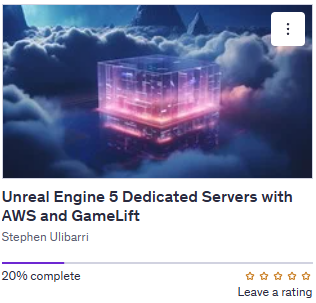 Unreal Engine 5 Dedicated Servers with
AWS and GameLift
Stephen Ulibarri
20% complete
Leave a rating